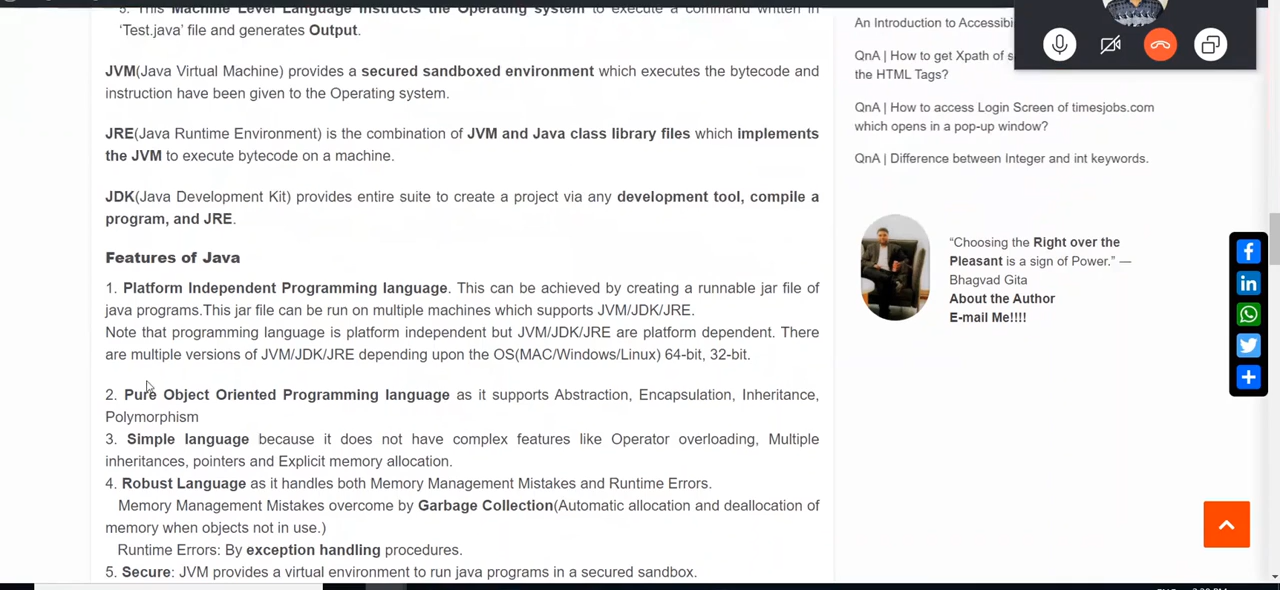 5. This Machine Level Language instructs the Operating system to execute a command written in
'Test.java' file and generates Output.
JVM(Java Virtual Machine) provides a secured sandboxed environment which executes the bytecode and
instruction have been given to the Operating system.
JRE(Java Runtime Environment) is the combination of JVM and Java class library files which implements
the JVM to execute bytecode on a machine.
JDK(Java Development Kit) provides entire suite to create a project via any development tool, compile a
program, and JRE.
Features of Java
1. Platform Independent Programming language. This can be achieved by creating a runnable jar file of
java programs.This jar file can be run on multiple machines which supports JVM/JDK/JRE.
Note that programming language is platform independent but JVM/JDK/JRE are platform dependent. There
are multiple versions of JVM/JDK/JRE depending upon the OS(MAC/Windows/Linux) 64-bit, 32-bit.
2. Pure Object Oriented Programming language as it supports Abstraction, Encapsulation, Inheritance,
Polymorphism
3. Simple language because it does not have complex features like Operator overloading, Multiple
inheritances, pointers and Explicit memory allocation.
4. Robust Language as it handles both Memory Management Mistakes and Runtime Errors.
Memory Management Mistakes overcome by Garbage Collection(Automatic allocation and deallocation of
memory when objects not in use.)
Runtime Errors: By exception handling procedures.
5. Secure: JVM provides a virtual environment to run java programs in a secured sandbox.
An Introduction to Accessibi
QnA | How to get Xpath of s
the HTML Tags?
QnA | How to access Login Screen of timesjobs.com
which opens in a pop-up window?
QnA | Difference between Integer and int keywords.
"Choosing the Right over the
Pleasant is a sign of Power." —
Bhagvad Gita
About the Author
E-mail Me!!!!